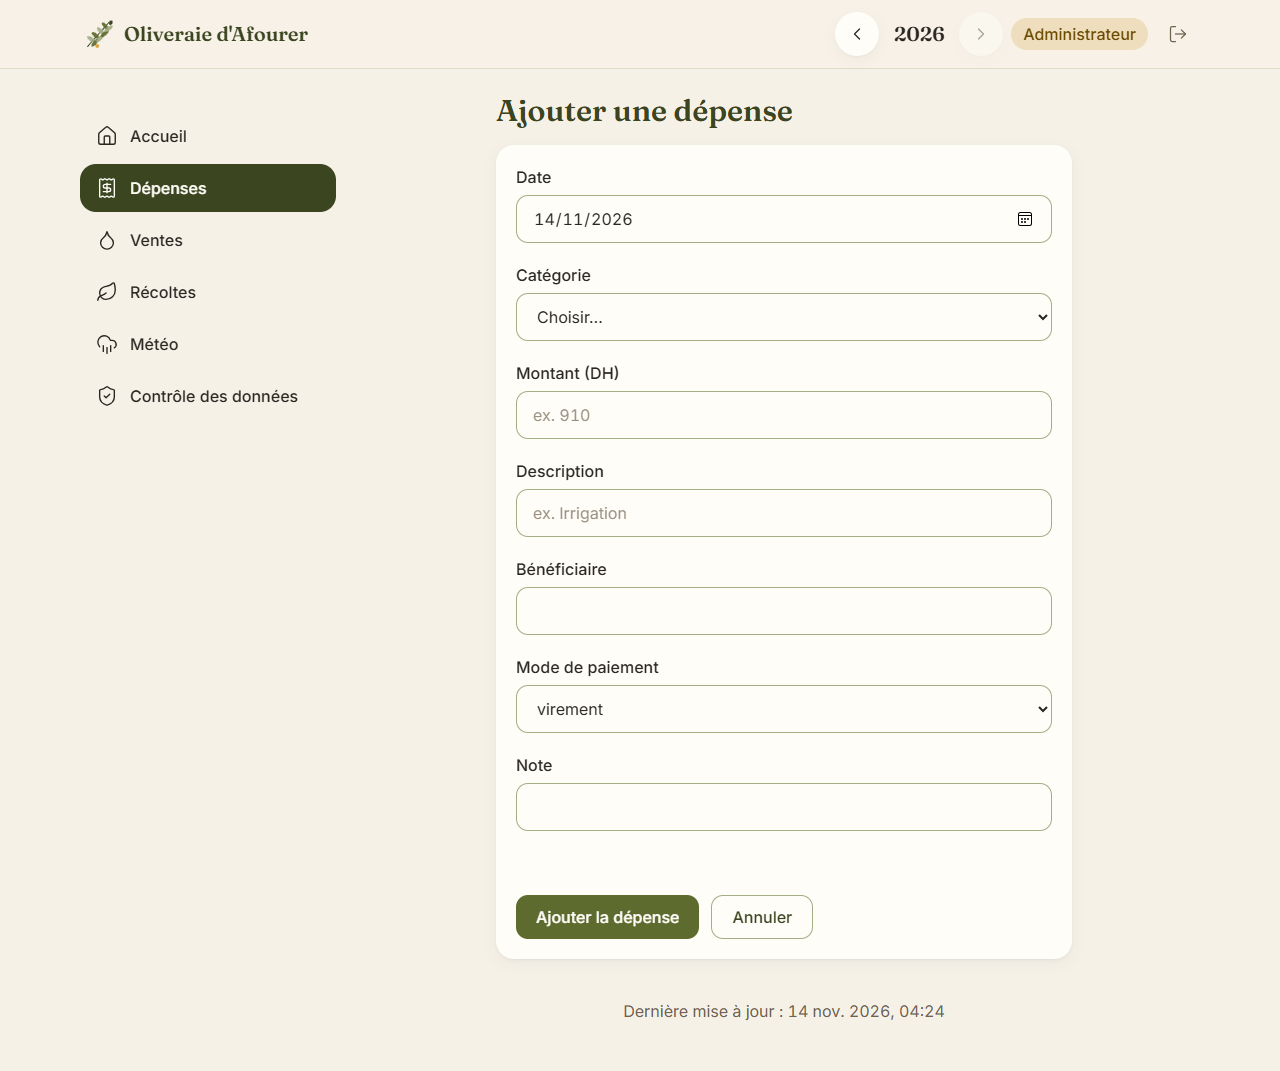 Oliveraie d'Afourer
2026
Administrateur
Accueil
Dépenses
Ventes
Récoltes
Météo
Contrôle des données
Ajouter une dépense
Date
14/11/2026
Catégorie
Choisir...
Montant (DH)
ex. 910
Description
ex. Irrigation
Bénéficiaire
Mode de paiement
virement
Note
Ajouter la dépense
Annuler
Dernière mise à jour : 14 nov. 2026, 04:24